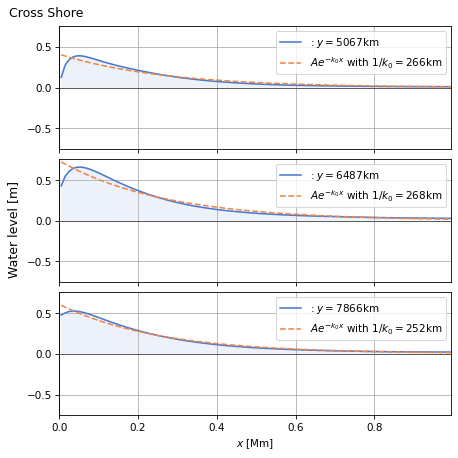 Cross Shore
0.5
0.0
−0.5
: y = 5067km
Ae^{-k_0x} with 1/k_0 = 266km
Water level [m]
0.5
0.0
−0.5
: y = 6487km
Ae^{-k_0x} with 1/k_0 = 268km
0.5
0.0
−0.5
: y = 7866km
Ae^{-k_0x} with 1/k_0 = 252km
0.0 0.2 0.4 0.6 0.8
x [Mm]